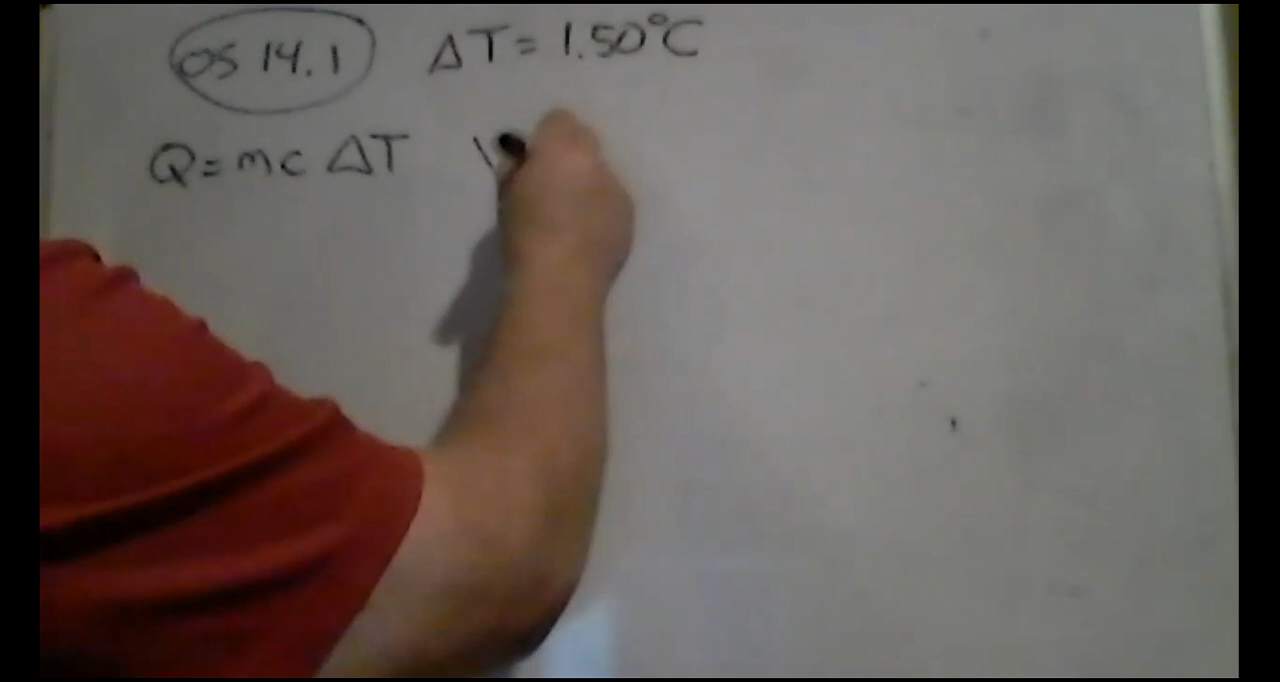 OS 14.1 ΔT = 1.50°C
Q = mc ΔT